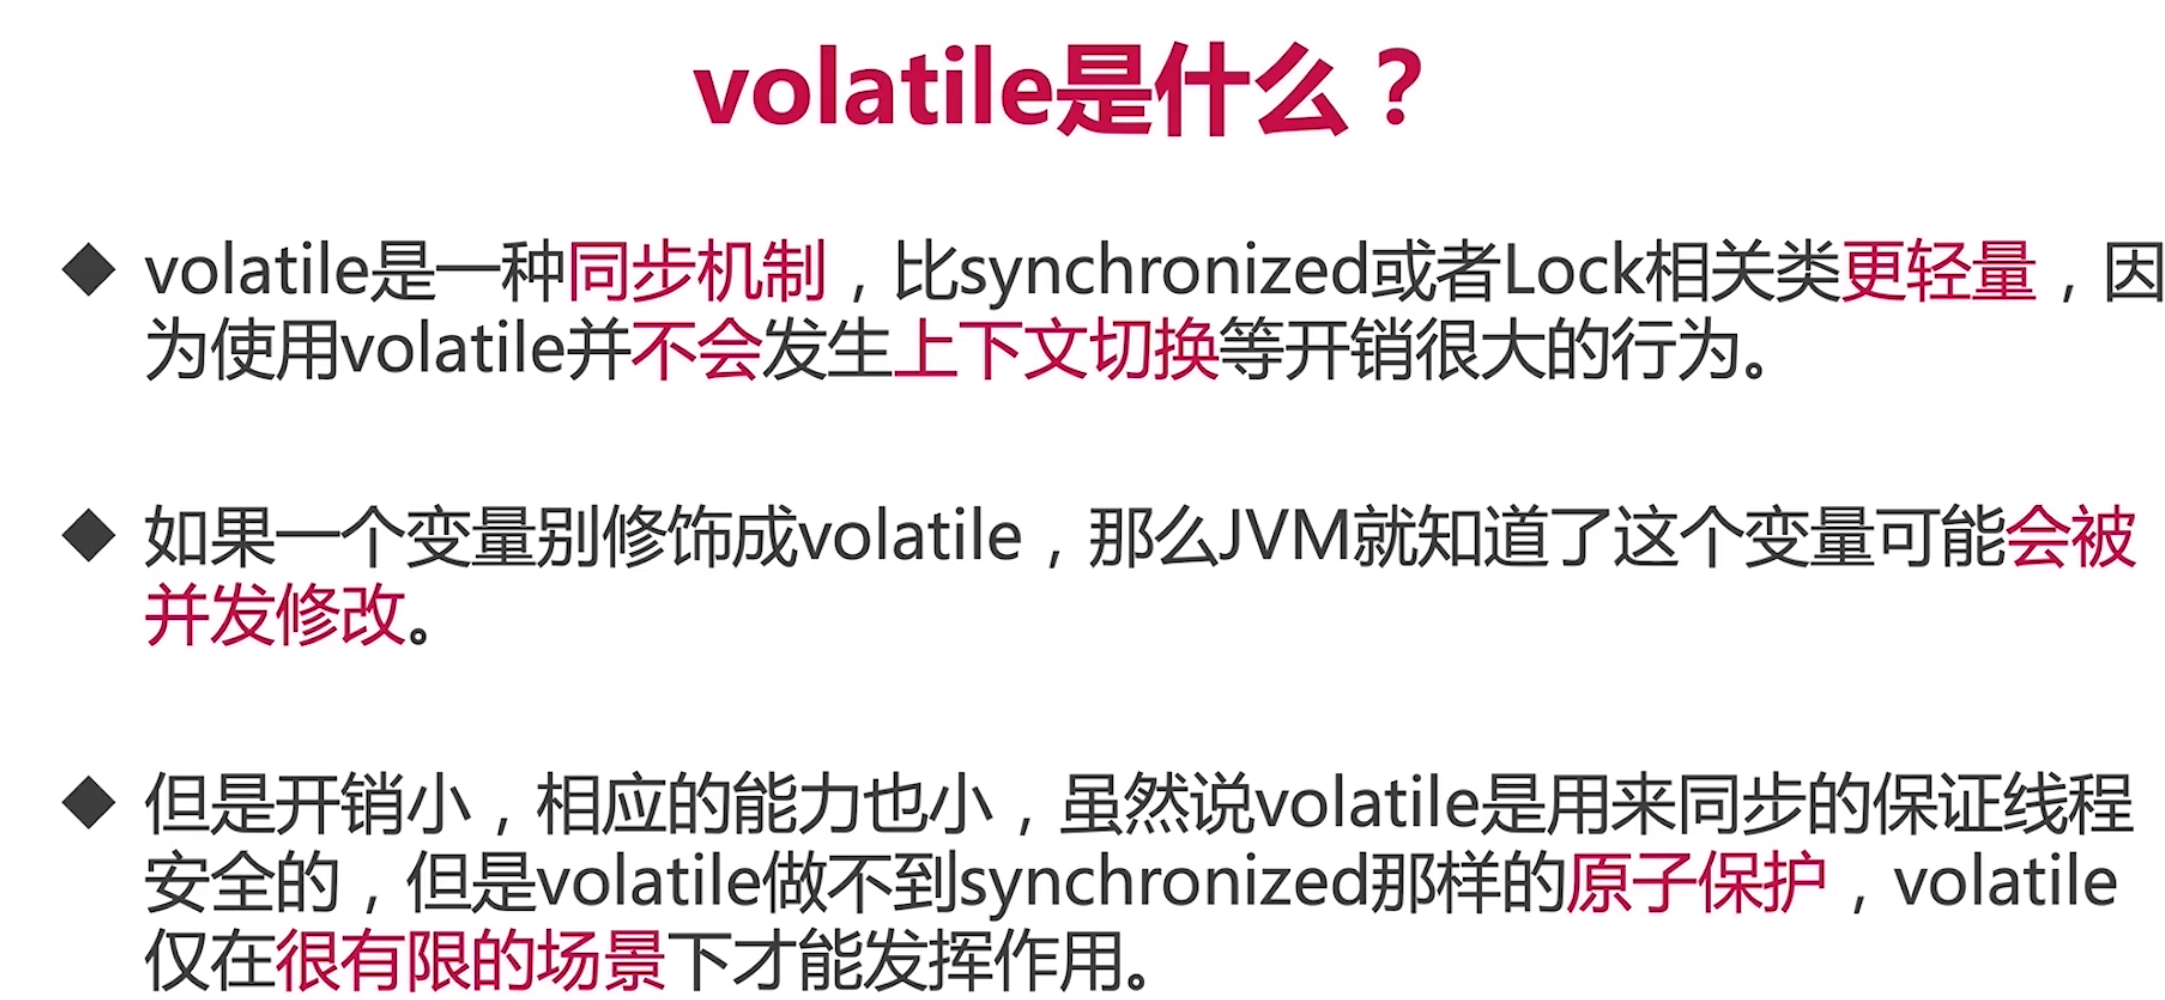 volatile是什么？
◆ volatile是一种同步机制，比synchronized或者Lock相关类更轻量，因
为使用volatile并不会发生上下文切换等开销很大的行为。
◆ 如果一个变量别修饰成volatile，那么JVM就知道了这个变量可能会被
并发修改。
◆ 但是开销小，相应的能力也小，虽然说volatile是用来同步的保证线程
安全的，但是volatile做不到synchronized那样的原子保护，volatile
仅在很有限的场景下才能发挥作用。